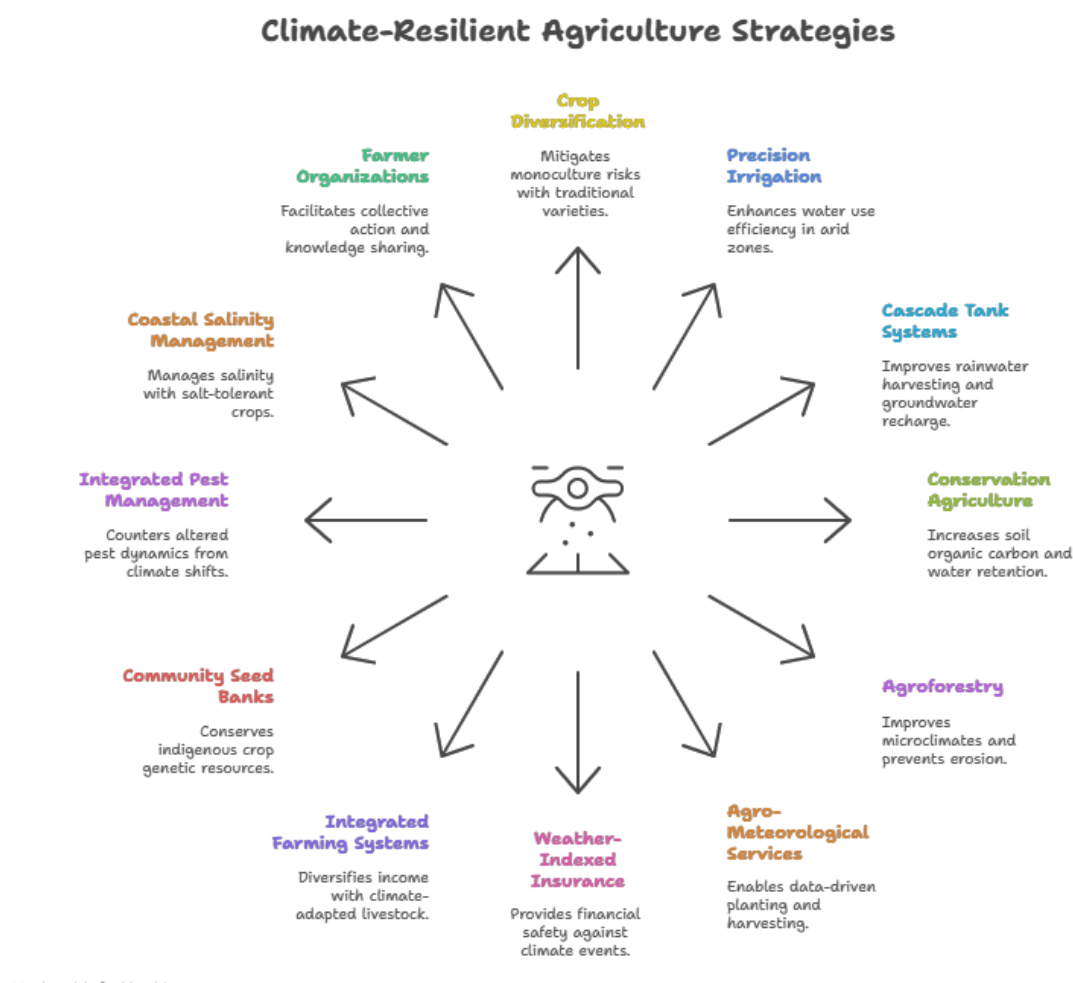 Climate-Resilient Agriculture Strategies
Crop
Diversification
Mitigates
monoculture risks
with traditional
varieties.
Precision
Irrigation
Enhances water use
efficiency in arid
zones.
Cascade Tank
Systems
Improves rainwater
harvesting and
groundwater
recharge.
Conservation
Agriculture
Increases soil
organic carbon and
water retention.
Agroforestry
Improves
microclimates and
prevents erosion.
Agro-
Meteorological
Services
Enables data-driven
planting and
harvesting.
Weather-
Indexed
Insurance
Provides financial
safety against
climate events.
Integrated
Farming Systems
Diversifies income
with climate-
adapted livestock.
Community Seed
Banks
Conserves
indigenous crop
genetic resources.
Integrated Pest
Management
Counters altered
pest dynamics from
climate shifts.
Coastal Salinity
Management
Manages salinity
with salt-tolerant
crops.
Farmer
Organizations
Facilitates collective
action and
knowledge sharing.